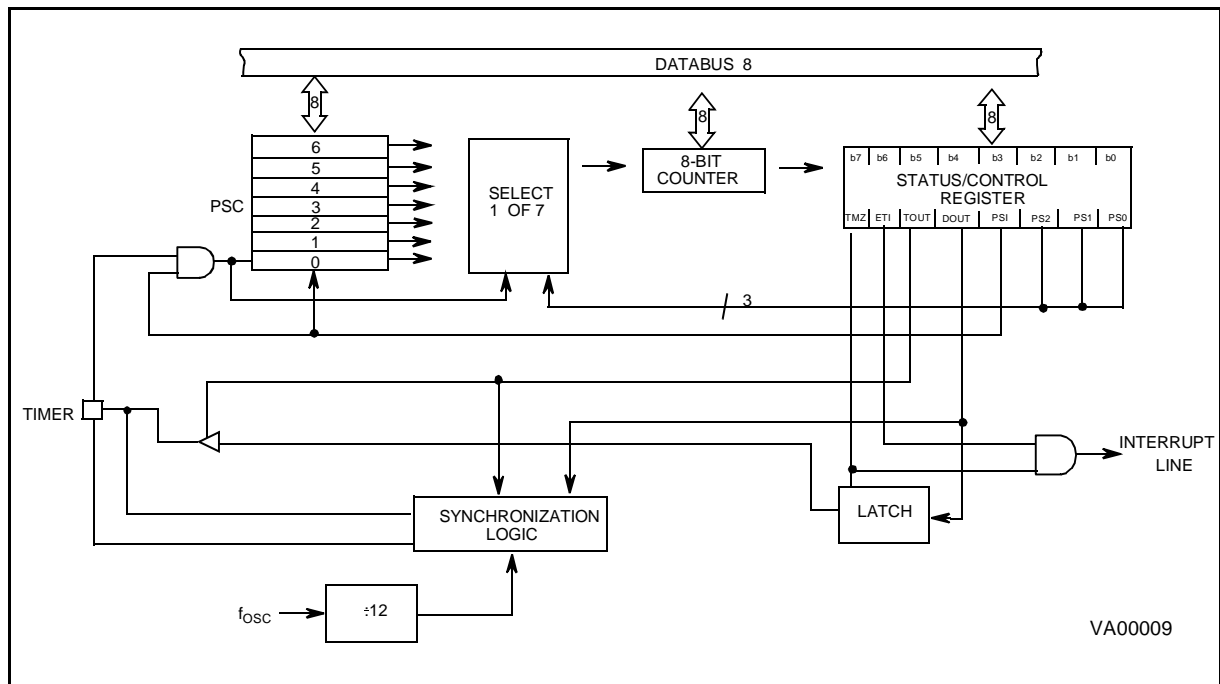 DATABUS 8
8
8
8
6
5
4
3
2
1
0
PSC
SELECT
1 OF 7
8-BIT
COUNTER
b7 b6 b5 b4 b3 b2 b1 b0
STATUS/CONTROL
REGISTER
TMZ ETI TOUT DOUT PSI PS2 PS1 PS0
3
TIMER
INTERRUPT
LINE
SYNCHRONIZATION
LOGIC
LATCH
fOSC
÷12
VA00009